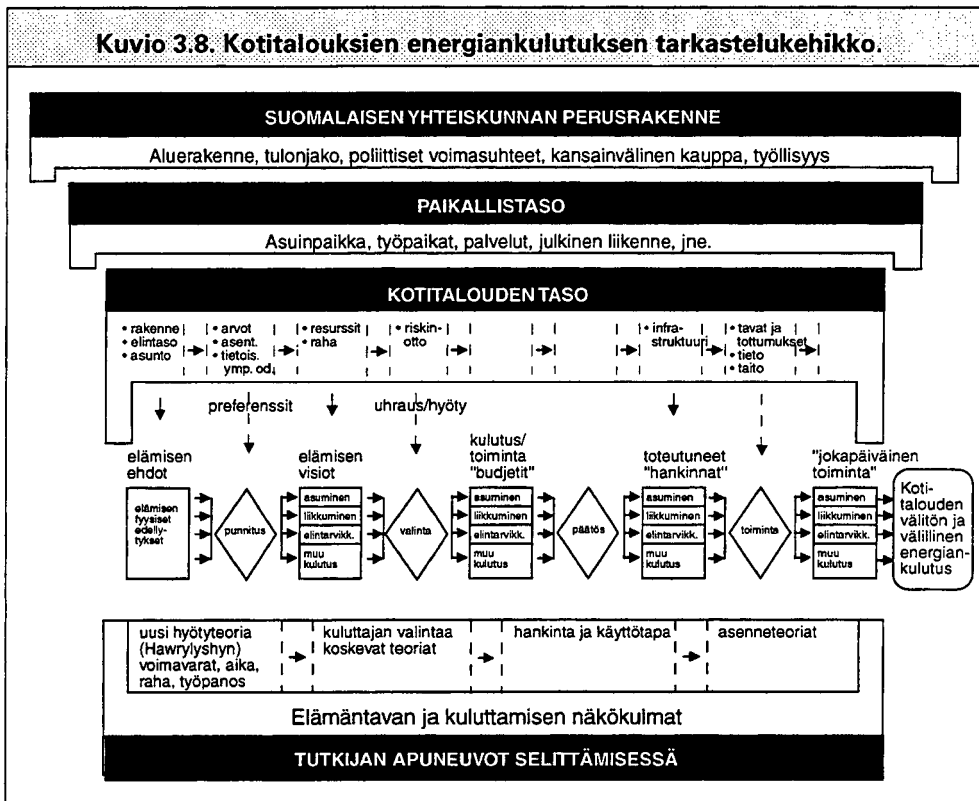 Kuvio 3.8. Kotitalouksien energiankulutuksen tarkastelukehikko.
SUOMALAISEN YHTEISKUNNAN PERUSRAKENNE
Aluerakenne, tulonjako, poliittiset voimasuhteet, kansainvälinen kauppa, työllisyys
PAIKALLISTASO
Asuinpaikka, työpaikat, palvelut, julkinen liikenne, jne.
KOTITALOUDEN TASO
• rakenne
• elintaso
• asunto
• arvot
• asent.
• tietois.
ymp. od.
• resurssit
• raha
• riskin-
otto
• infra-
struktuuri
• tavat ja
tottumukset
• tieto
• taito
preferenssit
uhraus/hyöty
elämisen
ehdot
elämisen
visiot
kulutus/
toiminta
"budjetit"
toteutuneet
"hankinnat"
"jokapäiväinen
toiminta"
elämisen
fyysiset
edelly-
tykset
punnitus
asuminen
liikkuminen
elintarvikk.
muu
kulutus
valinta
asuminen
liikkuminen
elintarvikk.
muu
kulutus
päätös
asuminen
liikkuminen
elintarvikk.
muu
kulutus
toiminta
asuminen
liikkuminen
elintarvikk.
muu
kulutus
Koti-
talouden
välitön ja
välillinen
energian-
kulutus
uusi hyötyteoria
(Hawrylyshyn)
voimavarat, aika,
raha, työpanos
kuluttajan valintaa
koskevat teoriat
hankinta ja käyttötapa
asenneteoriat
Elämäntavan ja kuluttamisen näkökulmat
TUTKIJAN APUNEUVOT SELITTÄMISESSÄ